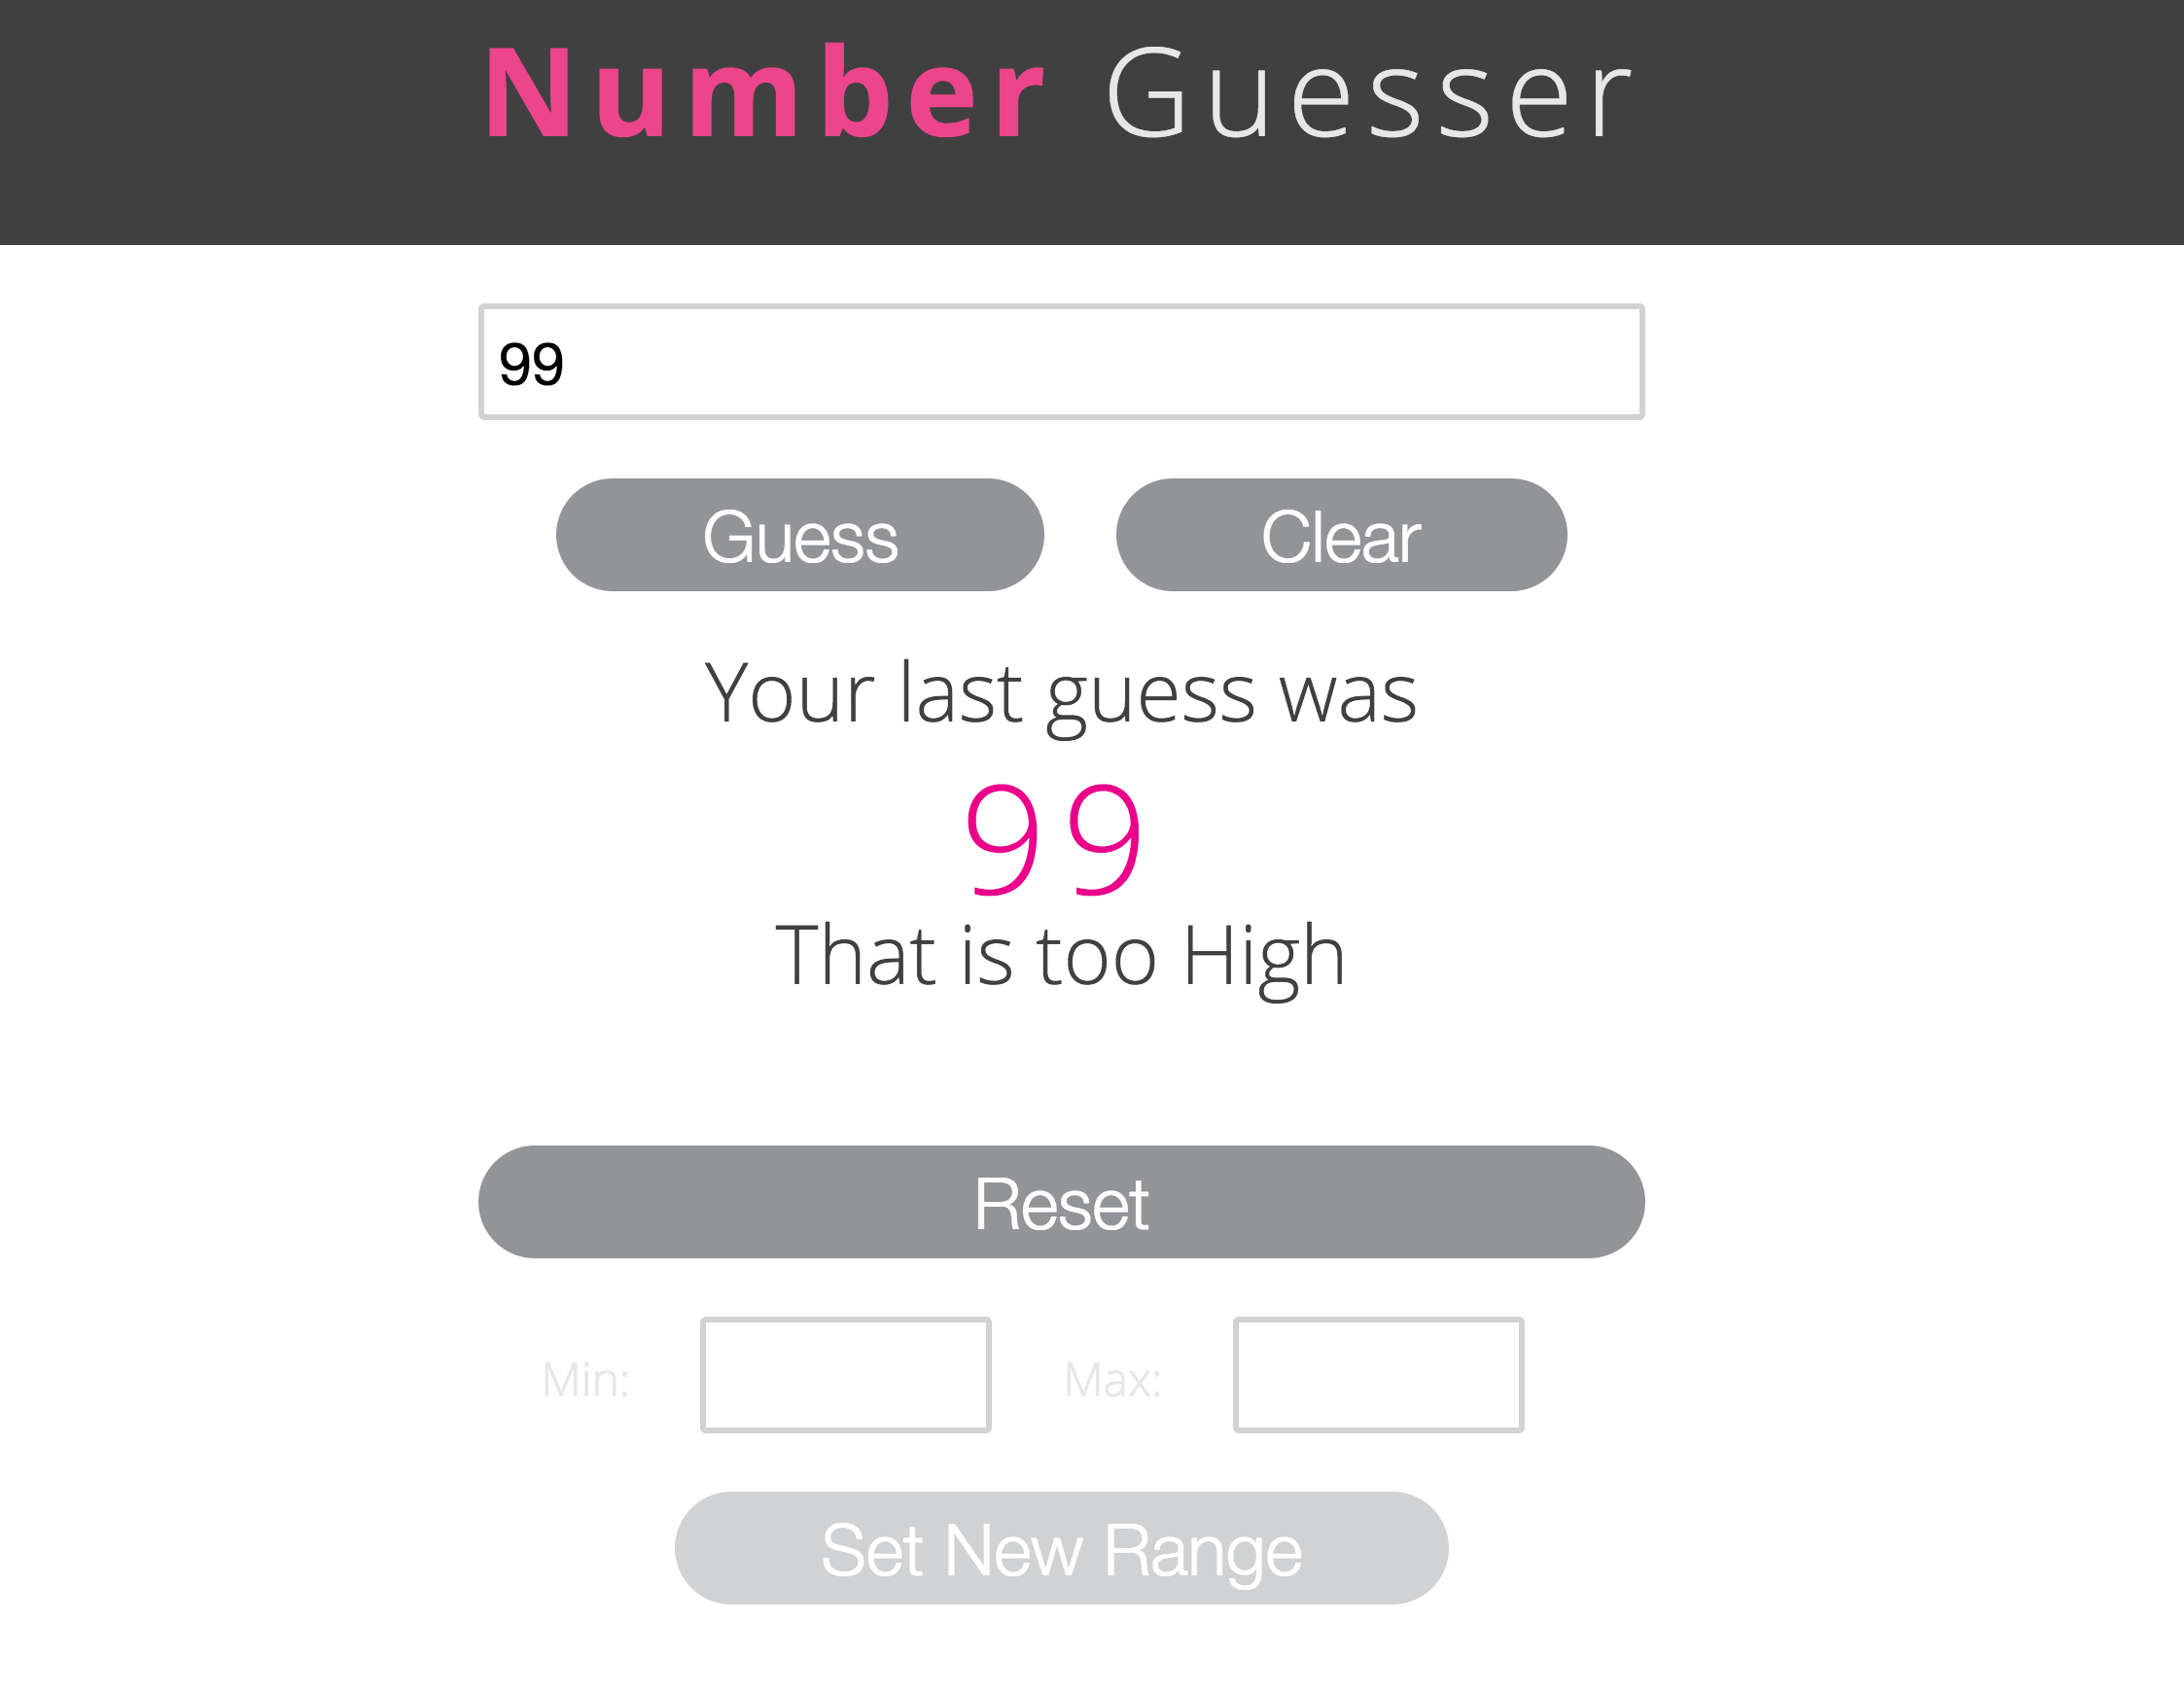 Number Guesser
99
Guess Clear
Your last guess was
99
That is too High
Reset
Min: Max:
Set New Range